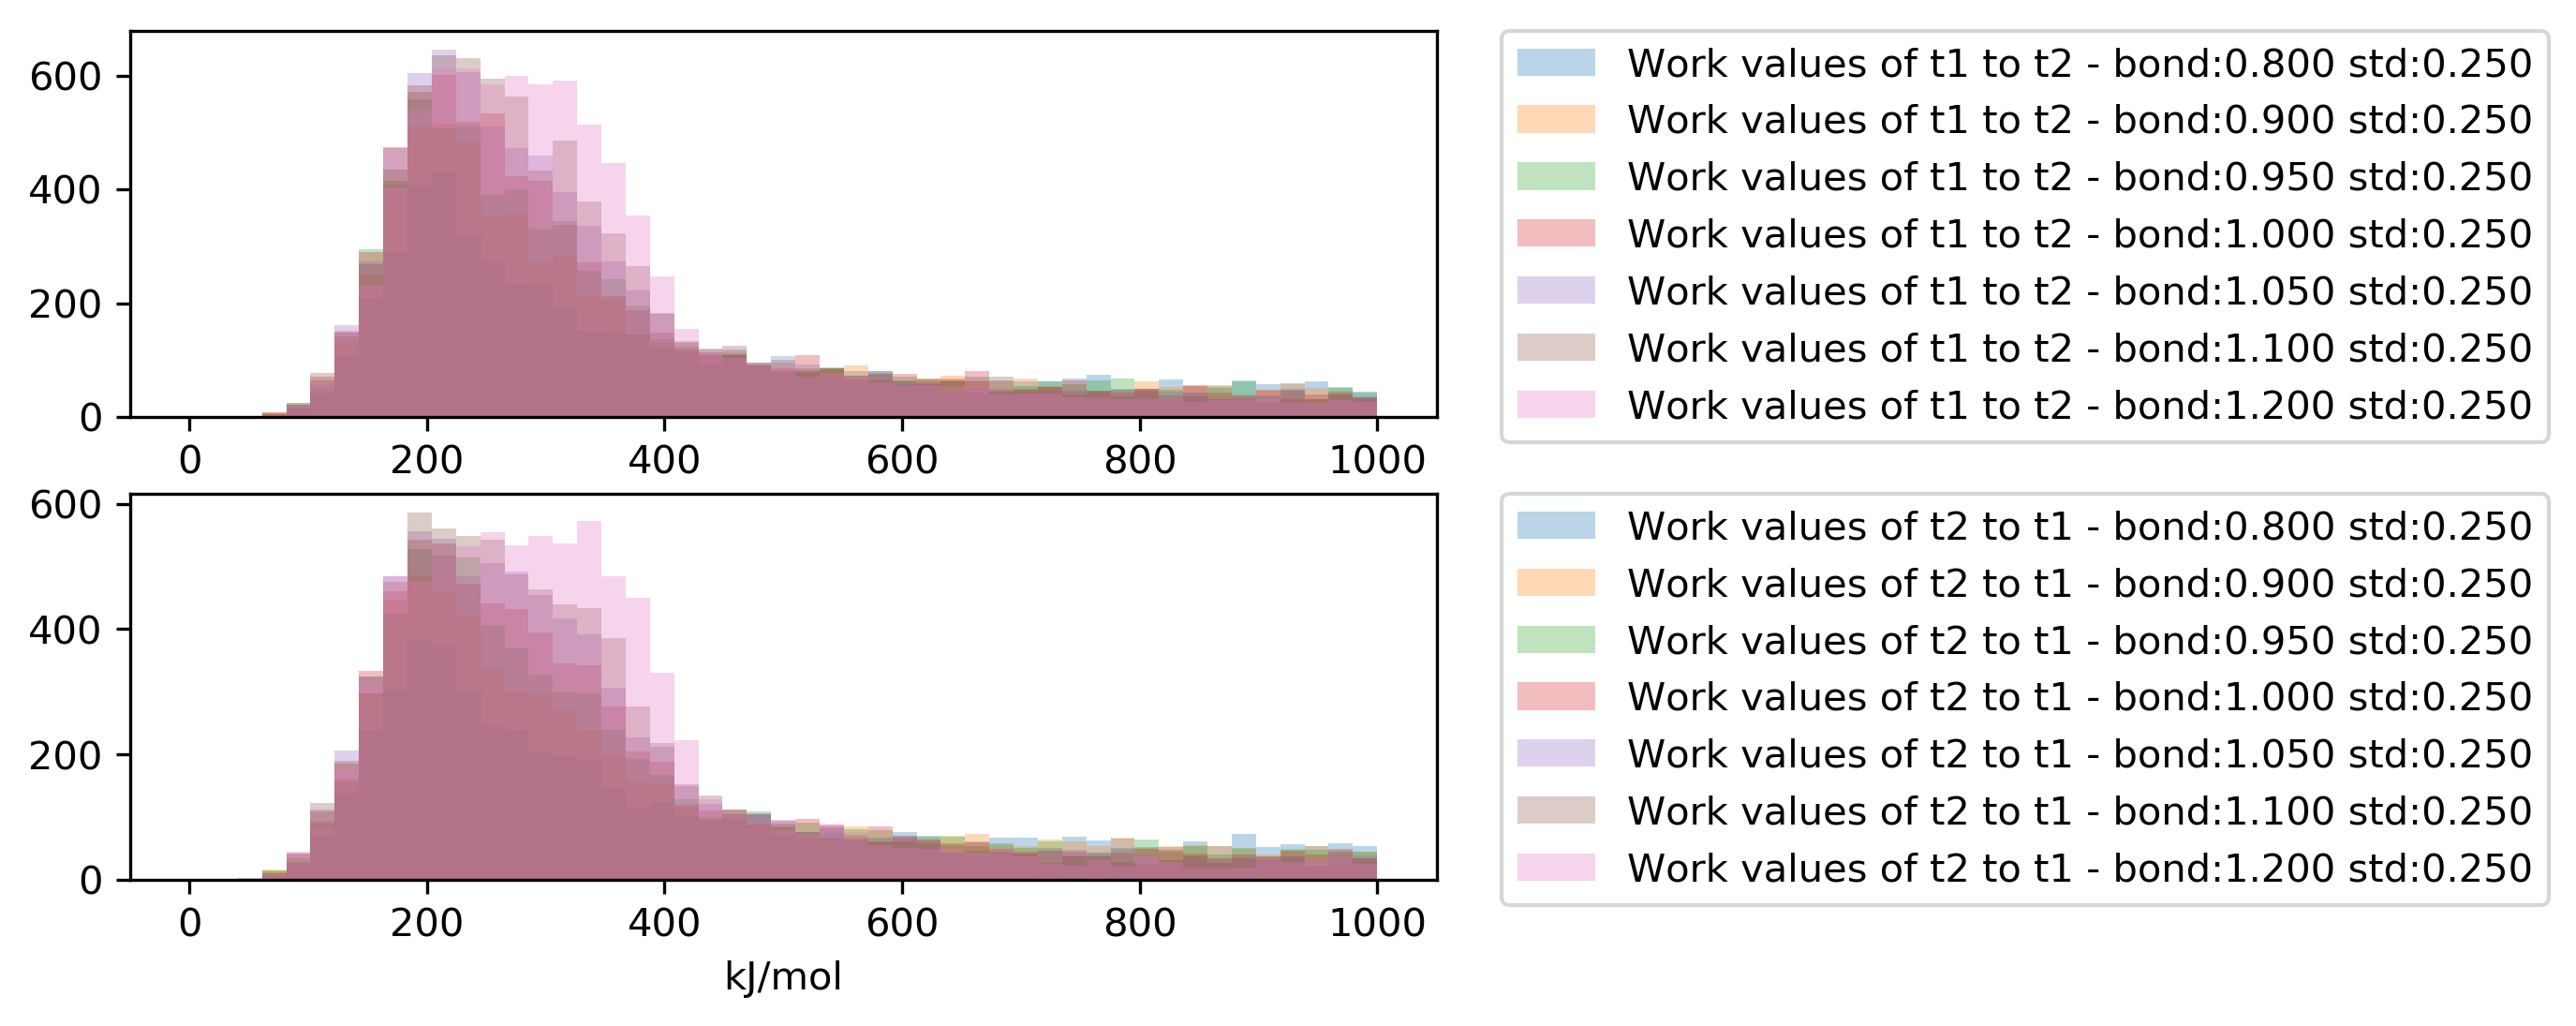 600
400
200
0
0 200 400 600 800 1000
Work values of t1 to t2 - bond:0.800 std:0.250
Work values of t1 to t2 - bond:0.900 std:0.250
Work values of t1 to t2 - bond:0.950 std:0.250
Work values of t1 to t2 - bond:1.000 std:0.250
Work values of t1 to t2 - bond:1.050 std:0.250
Work values of t1 to t2 - bond:1.100 std:0.250
Work values of t1 to t2 - bond:1.200 std:0.250
600
400
200
0
0 200 400 600 800 1000
kJ/mol
Work values of t2 to t1 - bond:0.800 std:0.250
Work values of t2 to t1 - bond:0.900 std:0.250
Work values of t2 to t1 - bond:0.950 std:0.250
Work values of t2 to t1 - bond:1.000 std:0.250
Work values of t2 to t1 - bond:1.050 std:0.250
Work values of t2 to t1 - bond:1.100 std:0.250
Work values of t2 to t1 - bond:1.200 std:0.250